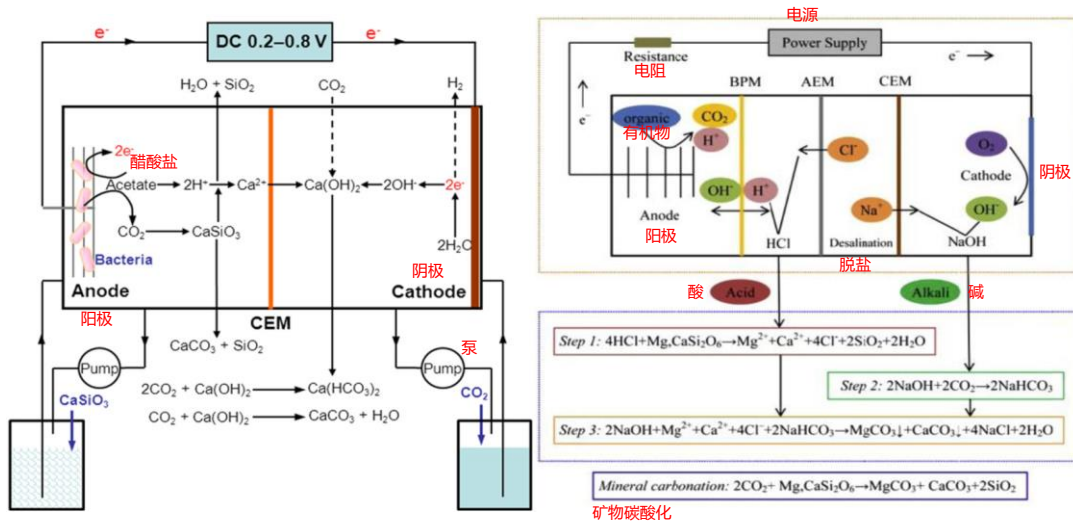 e⁻
DC 0.2–0.8 V
e⁻
H₂O + SiO₂
CO₂
H₂
2e⁻
醋酸盐
Acetate
2H⁺
Ca²⁺
Ca(OH)₂
2OH⁻
2e⁻
CO₂
CaSiO₃
2H₂O
Bacteria
阴极
Anode
Cathode
阳极
CEM
CaCO₃ + SiO₂
泵
Pump
Pump
2CO₂ + Ca(OH)₂
Ca(HCO₃)₂
CaSiO₃
CO₂
CO₂ + Ca(OH)₂
CaCO₃ + H₂O
电源
Power Supply
Resistance
电阻
e⁻
BPM
AEM
CEM
e⁻
organic
有机物
CO₂
H⁺
Cl⁻
O₂
Cathode
阴极
OH⁻
H⁺
Na⁺
OH⁻
Anode
阳极
HCl
Desalination
NaOH
脱盐
酸
Acid
Alkali
碱
Step 1: 4HCl+Mg,CaSi₂O₆→Mg²⁺+Ca²⁺+4Cl⁻+2SiO₂+2H₂O
Step 2: 2NaOH+2CO₂→2NaHCO₃
Step 3: 2NaOH+Mg²⁺+Ca²⁺+4Cl⁻+2NaHCO₃→MgCO₃↓+CaCO₃↓+4NaCl+2H₂O
Mineral carbonation: 2CO₂+ Mg,CaSi₂O₆→MgCO₃+ CaCO₃+2SiO₂
矿物碳酸化